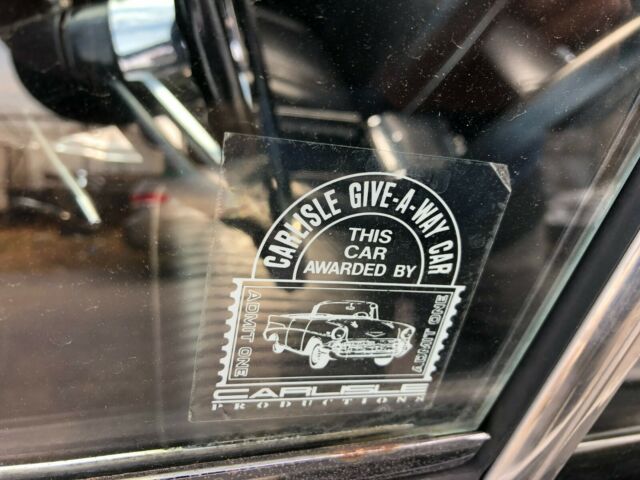 CARLISLE GIVE-A-WAY CAR
THIS
CAR
AWARDED BY
ADMIT ONE
ADMIT ONE
CARLISLE
PRODUCTIONS